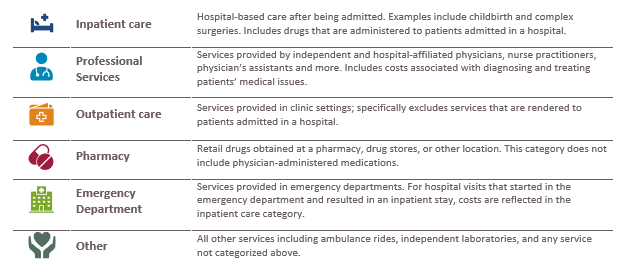 Inpatient care
Hospital-based care after being admitted. Examples include childbirth and complex
surgeries. Includes drugs that are administered to patients admitted in a hospital.
Professional
Services
Services provided by independent and hospital-affiliated physicians, nurse practitioners,
physician's assistants and more. Includes costs associated with diagnosing and treating
patients' medical issues.
Outpatient care
Services provided in clinic settings; specifically excludes services that are rendered to
patients admitted in a hospital.
Pharmacy
Retail drugs obtained at a pharmacy, drug stores, or other location. This category does not
include physician-administered medications.
Emergency
Department
Services provided in emergency departments. For hospital visits that started in the
emergency department and resulted in an inpatient stay, costs are reflected in the
inpatient care category.
Other
All other services including ambulance rides, independent laboratories, and any service
not categorized above.